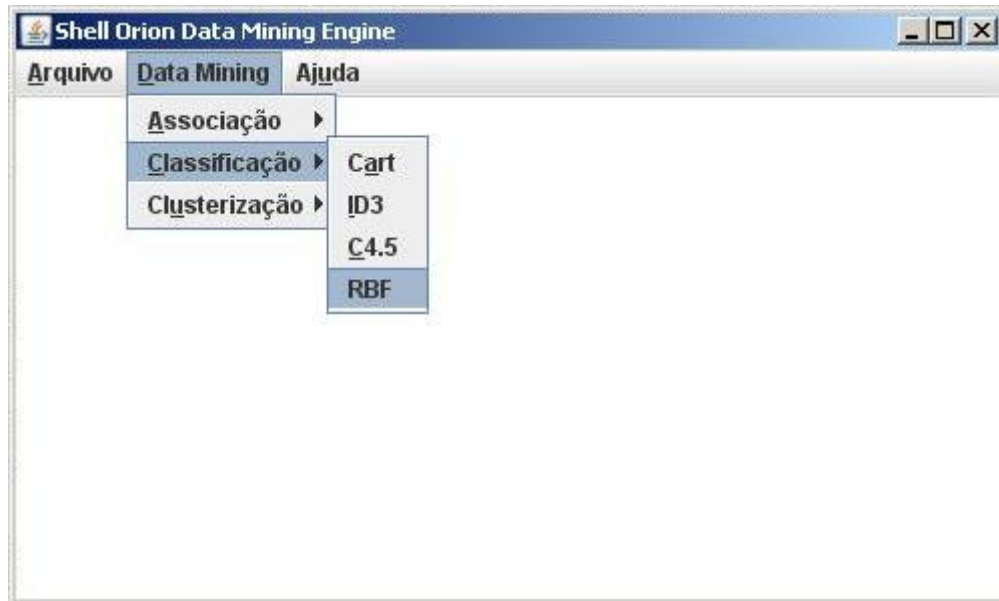 Shell Orion Data Mining Engine
Arquivo Data Mining Ajuda
Associação
Classificação
Clusterização
Cart
ID3
C4.5
RBF